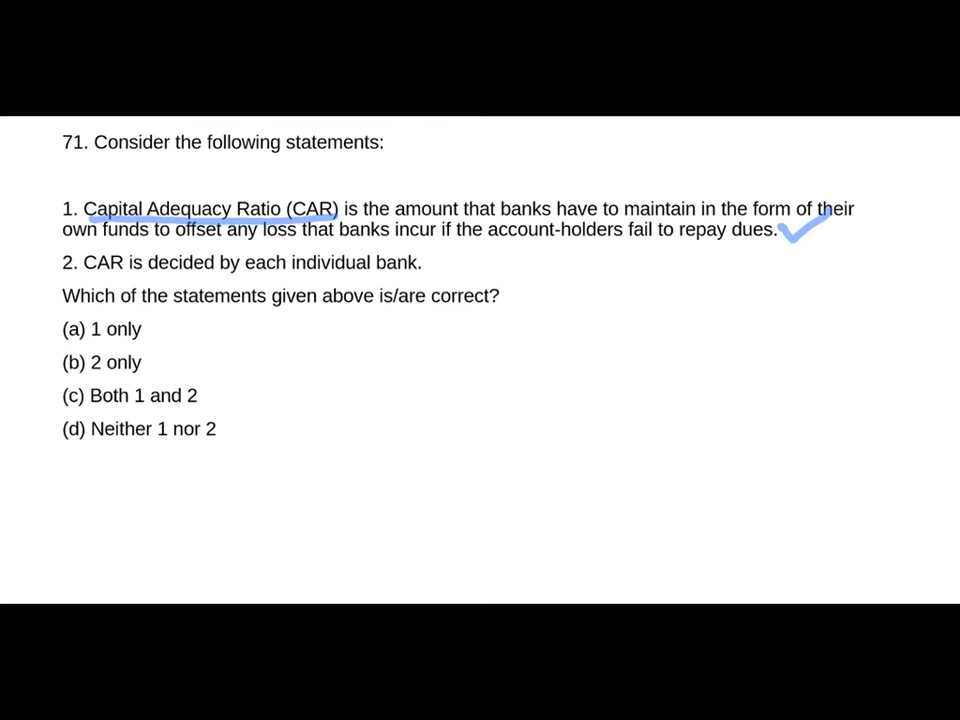 71. Consider the following statements:
1. Capital Adequacy Ratio (CAR) is the amount that banks have to maintain in the form of their
own funds to offset any loss that banks incur if the account-holders fail to repay dues.
2. CAR is decided by each individual bank.
Which of the statements given above is/are correct?
(a) 1 only
(b) 2 only
(c) Both 1 and 2
(d) Neither 1 nor 2